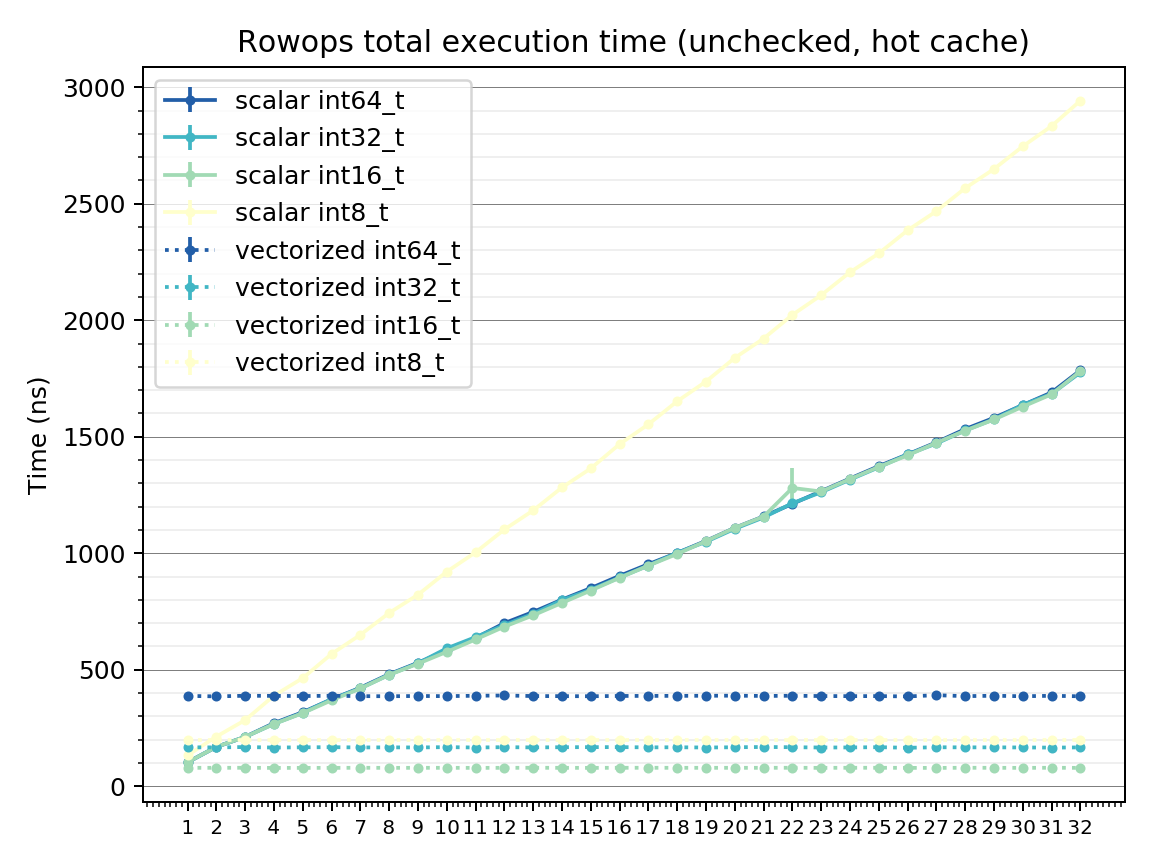 Rowops total execution time (unchecked, hot cache)
3000
2500
2000
1500
1000
500
0
Time (ns)
scalar int64_t
scalar int32_t
scalar int16_t
scalar int8_t
vectorized int64_t
vectorized int32_t
vectorized int16_t
vectorized int8_t
1 2 3 4 5 6 7 8 9 10 11 12 13 14 15 16 17 18 19 20 21 22 23 24 25 26 27 28 29 30 31 32